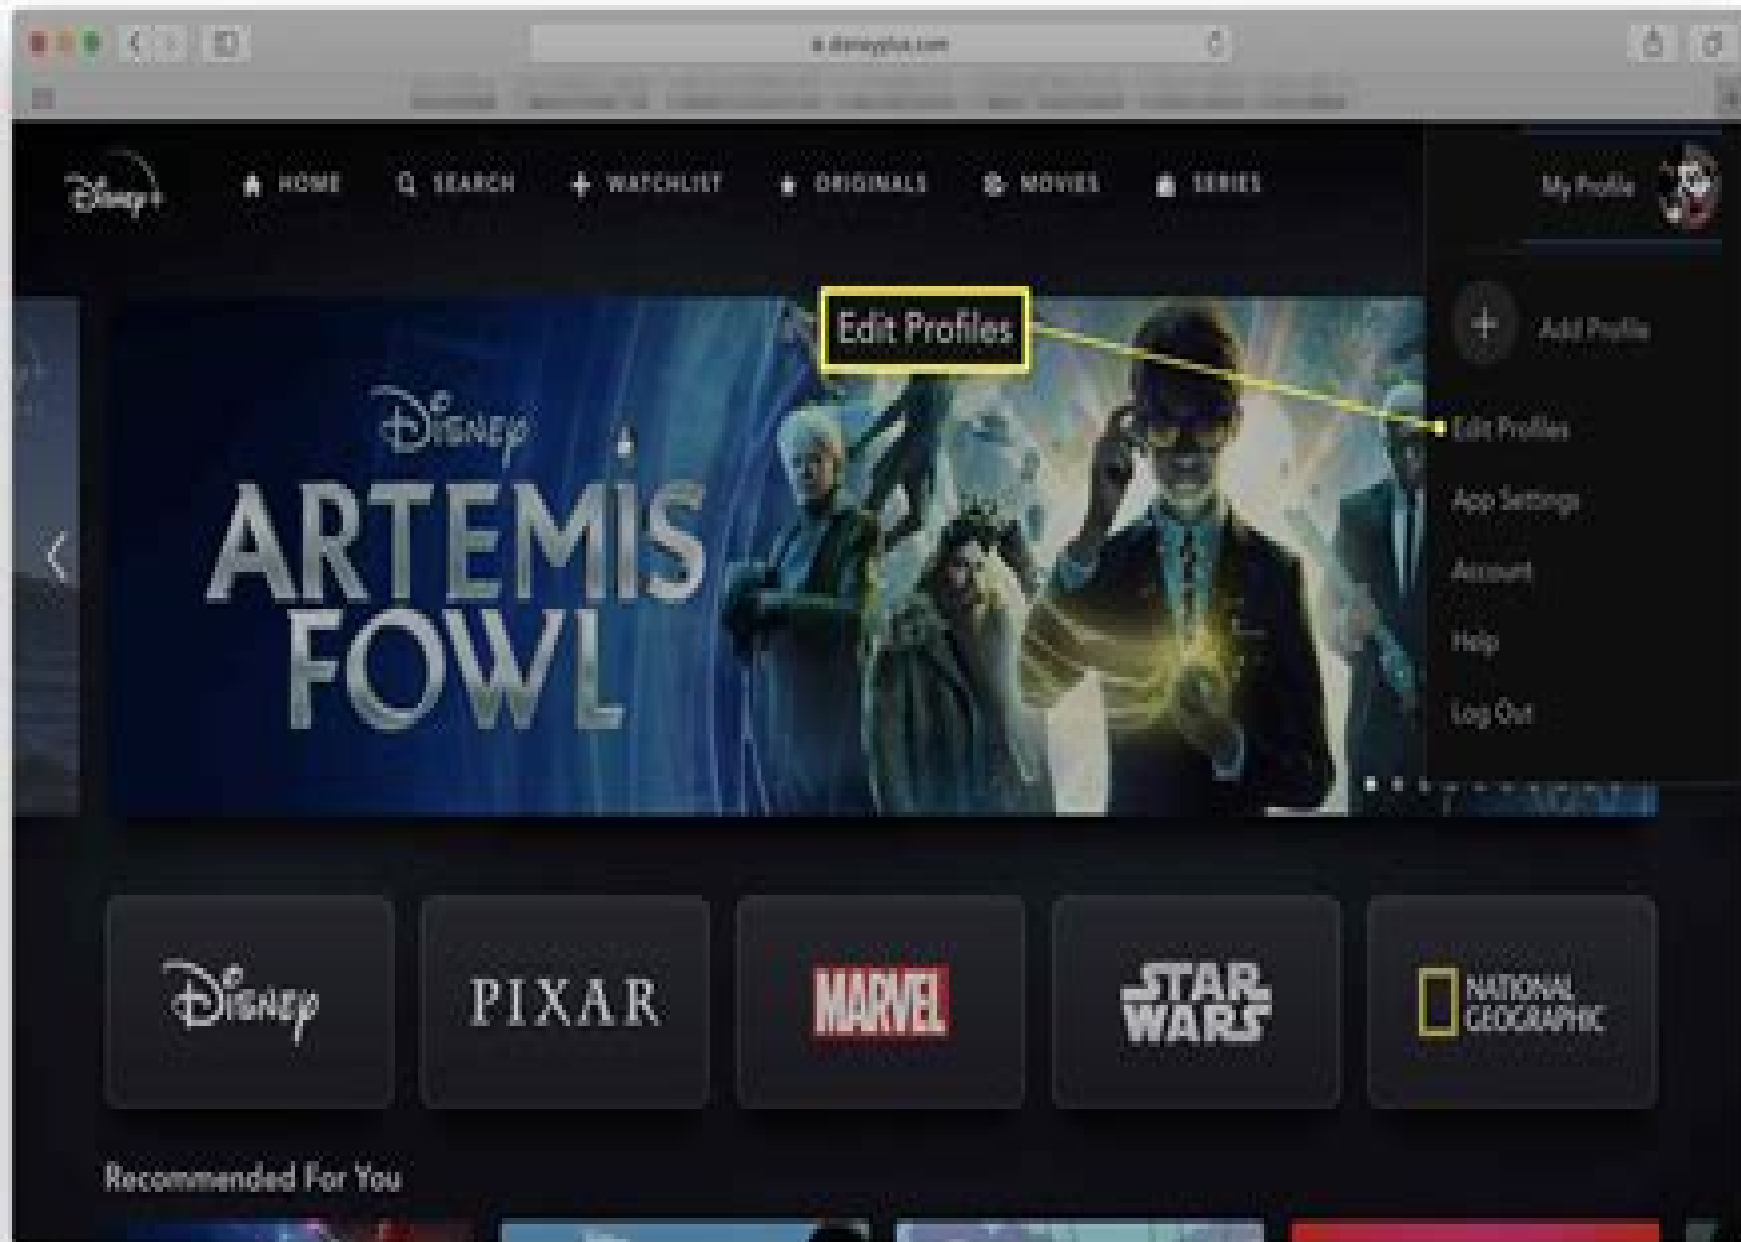 disneyplus.com
Disney+
HOME
SEARCH
WATCHLIST
ORIGINALS
MOVIES
SERIES
My Profile
Edit Profiles
Add Profile
Edit Profiles
App Settings
Account
Help
Log Out
Disney
ARTEMIS
FOWL
Disney
PIXAR
MARVEL
STAR
WARS
NATIONAL
GEOGRAPHIC
Recommended For You